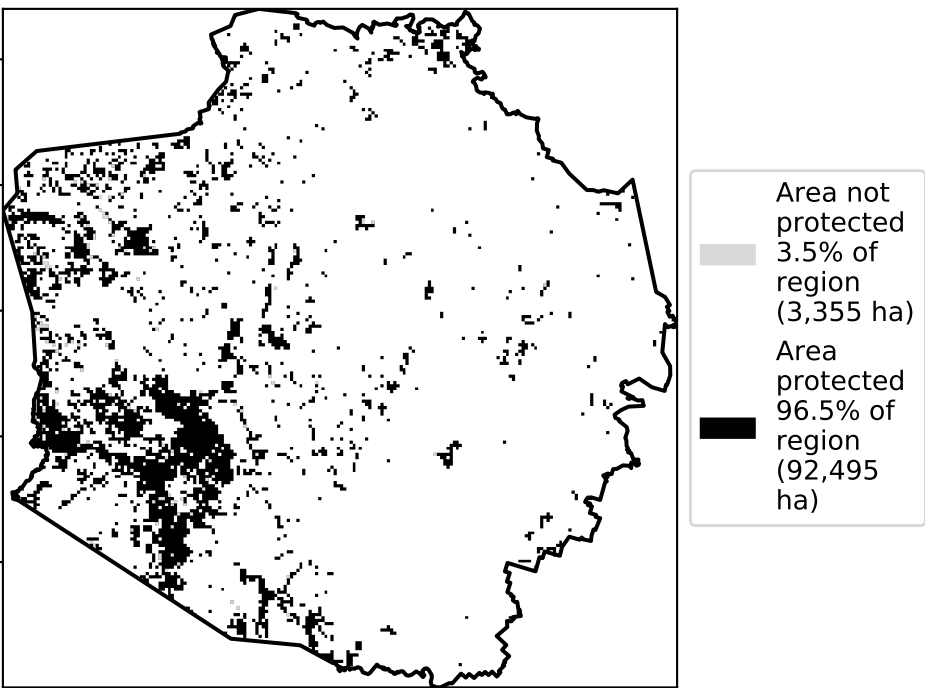 Area not
protected
3.5% of
region
(3,355 ha)
Area
protected
96.5% of
region
(92,495
ha)